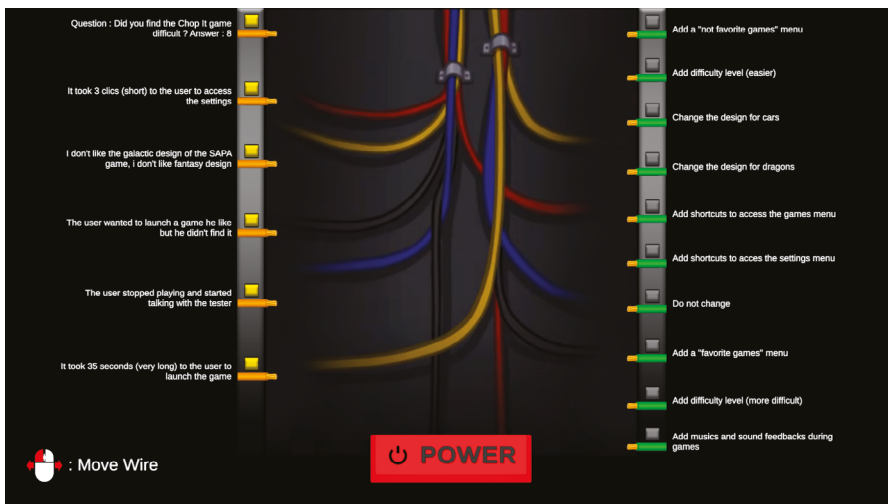 Question : Did you find the Chop It game
difficult ? Answer : 8
It took 3 clics (short) to the user to access
the settings
I don't like the galactic design of the SAPA
game, i don't like fantasy design
The user wanted to launch a game he like
but he didn't find it
The user stopped playing and started
talking with the tester
It took 35 seconds (very long) to the user to
launch the game
: Move Wire
POWER
Add a "not favorite games" menu
Add difficulty level (easier)
Change the design for cars
Change the design for dragons
Add shortcuts to access the games menu
Add shortcuts to acces the settings menu
Do not change
Add a "favorite games" menu
Add difficulty level (more difficult)
Add musics and sound feedbacks during
games